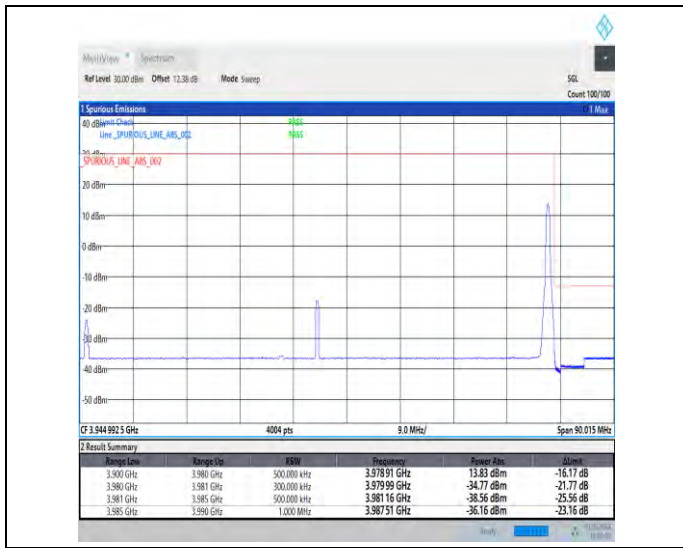 MultiView Spectrum
Ref Level 30.00 dBm Offset 12.38 dB Mode Sweep SGL
Count 100/100
1 Spurious Emissions 1 Max
40 dBm Limit Check PASS
Line _SPURIOUS_LINE_ABS_002 PASS
30 dBm
_SPURIOUS_LINE_ABS_002
20 dBm
10 dBm
0 dBm
-10 dBm
-20 dBm
-30 dBm
-40 dBm
-50 dBm
CF 3.944 992 5 GHz 4004 pts 9.0 MHz/ Span 90.015 MHz
2 Result Summary
Range Low Range Up RBW Frequency Power Abs ΔLimit
3.900 GHz 3.980 GHz 500.000 kHz 3.978 91 GHz 13.83 dBm -16.17 dB
3.980 GHz 3.981 GHz 300.000 kHz 3.979 99 GHz -34.77 dBm -21.77 dB
3.981 GHz 3.985 GHz 500.000 kHz 3.981 16 GHz -38.56 dBm -25.56 dB
3.985 GHz 3.990 GHz 1.000 MHz 3.987 51 GHz -36.16 dBm -23.16 dB
Ready